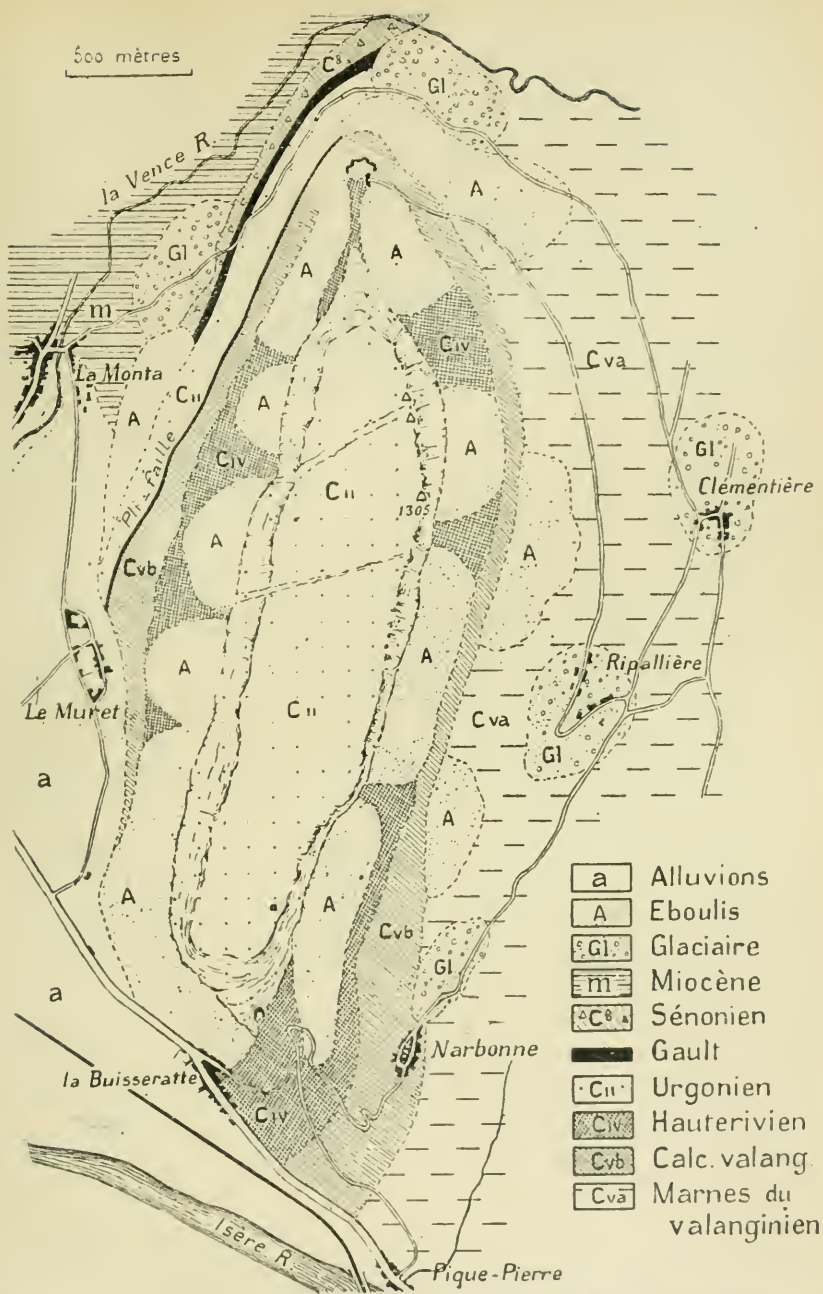 500 mètres
C8
Gl
la Vence R
Gl
A
A
A
m
Civ
Cva
La Monta
A
Cii
A
Gl
Clémentière
Pli-faille
Civ
A
Cii
1305
A
A
Cvb
A
Ripallière
A
Le Muret
Cii
Cva
Gl
a
A
A
A
Cvb
Gl
a
Narbonne
la Buisseratte
Civ
Isère R
Pique-Pierre
a Alluvions
A Eboulis
Gl Glaciaire
m Miocène
C8 Sénonien
Gault
Cii Urgonien
Civ Hauterivien
Cvb Calc. valang.
Cva Marnes du
valanginien